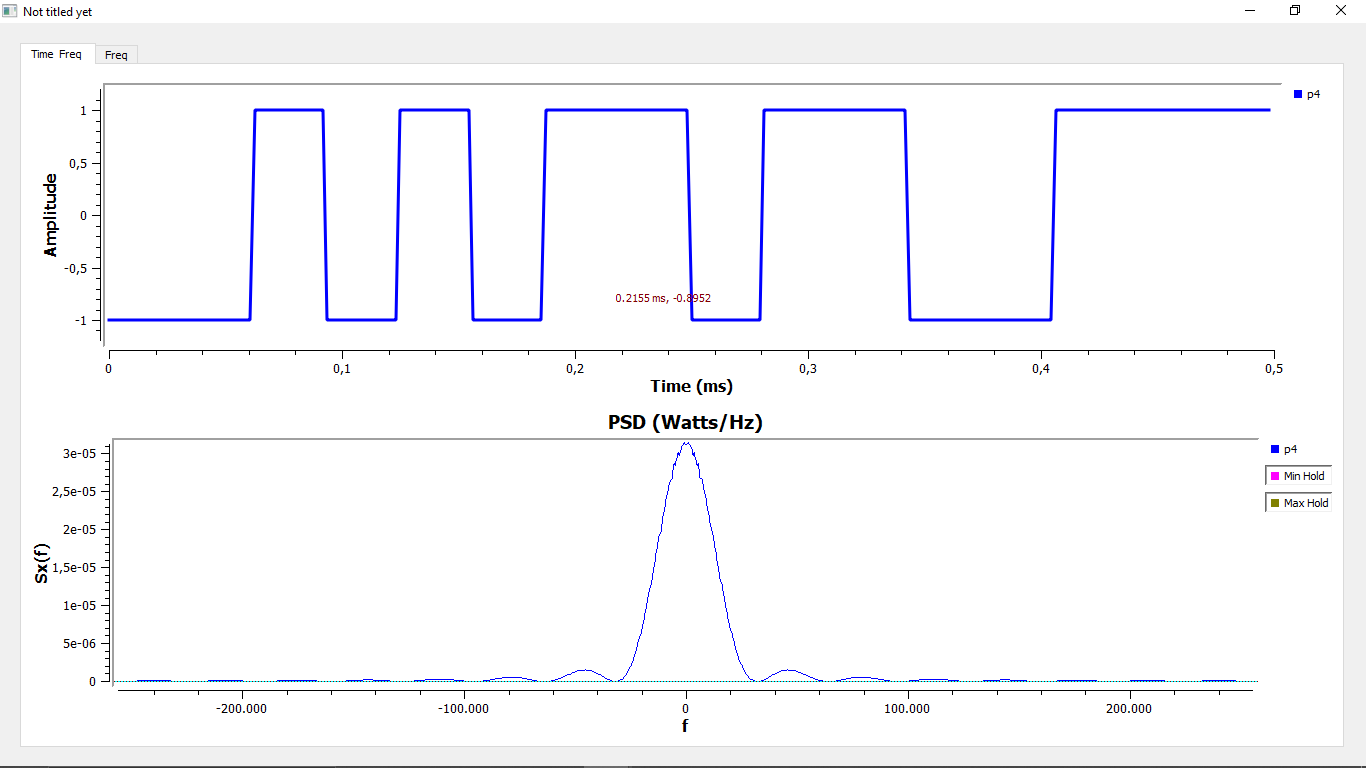 Not titled yet
Time Freq
Freq
p4
1
0,5
0
-0,5
-1
Amplitude
0.2155 ms, -0.8952
0
0,1
0,2
0,3
0,4
0,5
Time (ms)
PSD (Watts/Hz)
p4
Min Hold
Max Hold
3e-05
2,5e-05
2e-05
1,5e-05
1e-05
5e-06
0
Sx(f)
-200.000
-100.000
0
100.000
200.000
f